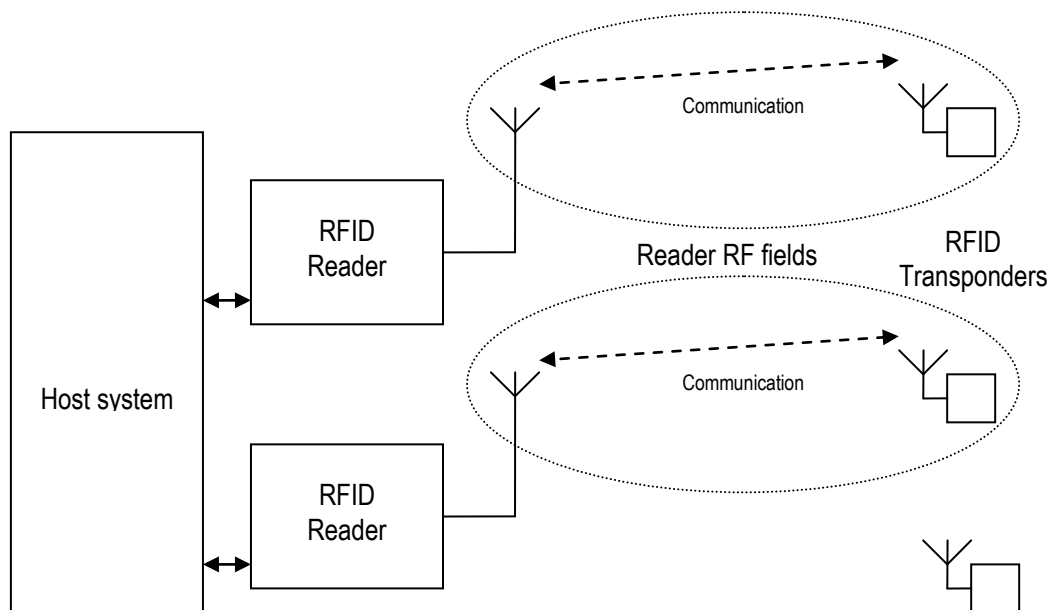 Communication
RFID
Reader
Reader RF fields
RFID
Transponders
Communication
Host system
RFID
Reader